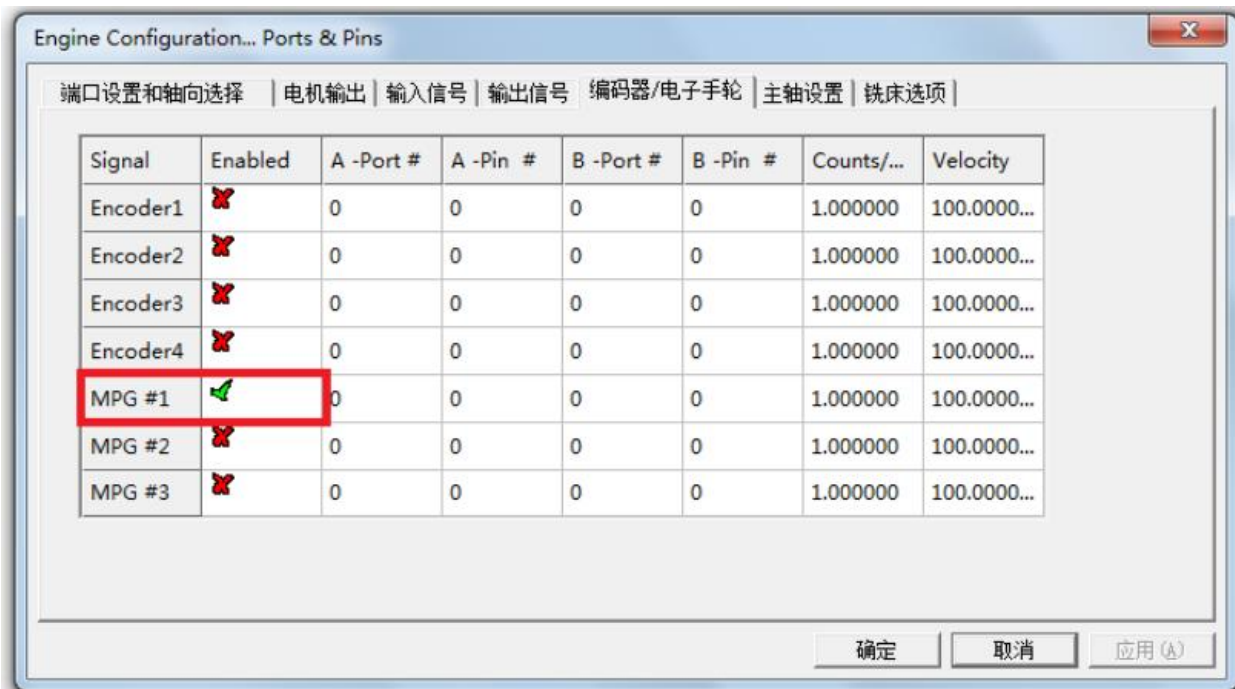 Engine Configuration... Ports & Pins
端口设置和轴向选择 电机输出 输入信号 输出信号 编码器/电子手轮 主轴设置 铣床选项
Signal Enabled A -Port # A -Pin # B -Port # B -Pin # Counts/... Velocity
Encoder1 0 0 0 0 1.000000 100.0000...
Encoder2 0 0 0 0 1.000000 100.0000...
Encoder3 0 0 0 0 1.000000 100.0000...
Encoder4 0 0 0 0 1.000000 100.0000...
MPG #1 0 0 0 0 1.000000 100.0000...
MPG #2 0 0 0 0 1.000000 100.0000...
MPG #3 0 0 0 0 1.000000 100.0000...
确定 取消 应用(A)